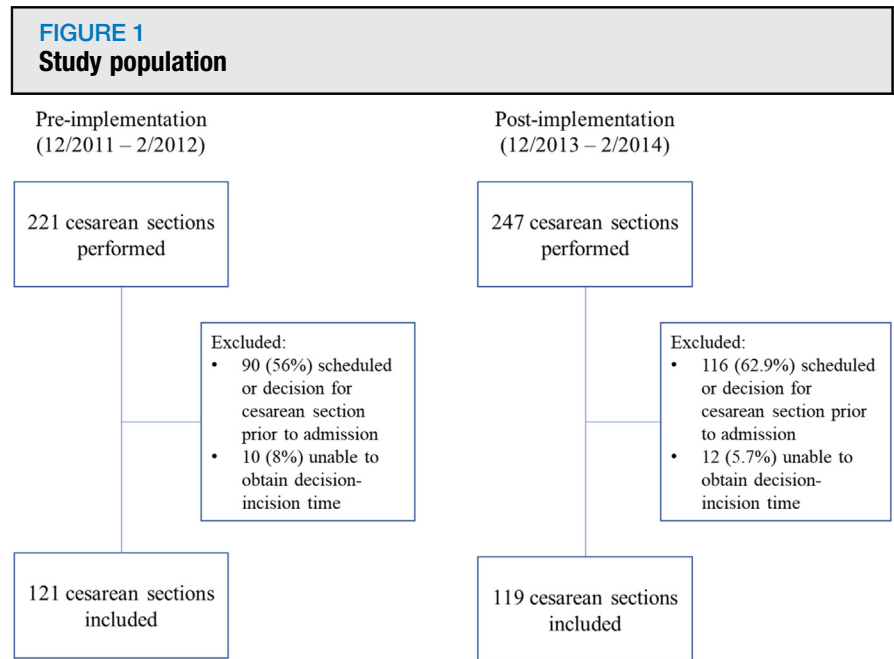 FIGURE 1
Study population
Pre-implementation
(12/2011 – 2/2012)
221 cesarean sections
performed
Excluded:
• 90 (56%) scheduled
or decision for
cesarean section
prior to admission
• 10 (8%) unable to
obtain decision-
incision time
121 cesarean sections
included
Post-implementation
(12/2013 – 2/2014)
247 cesarean sections
performed
Excluded:
• 116 (62.9%) scheduled
or decision for
cesarean section prior
to admission
• 12 (5.7%) unable to
obtain decision-
incision time
119 cesarean sections
included